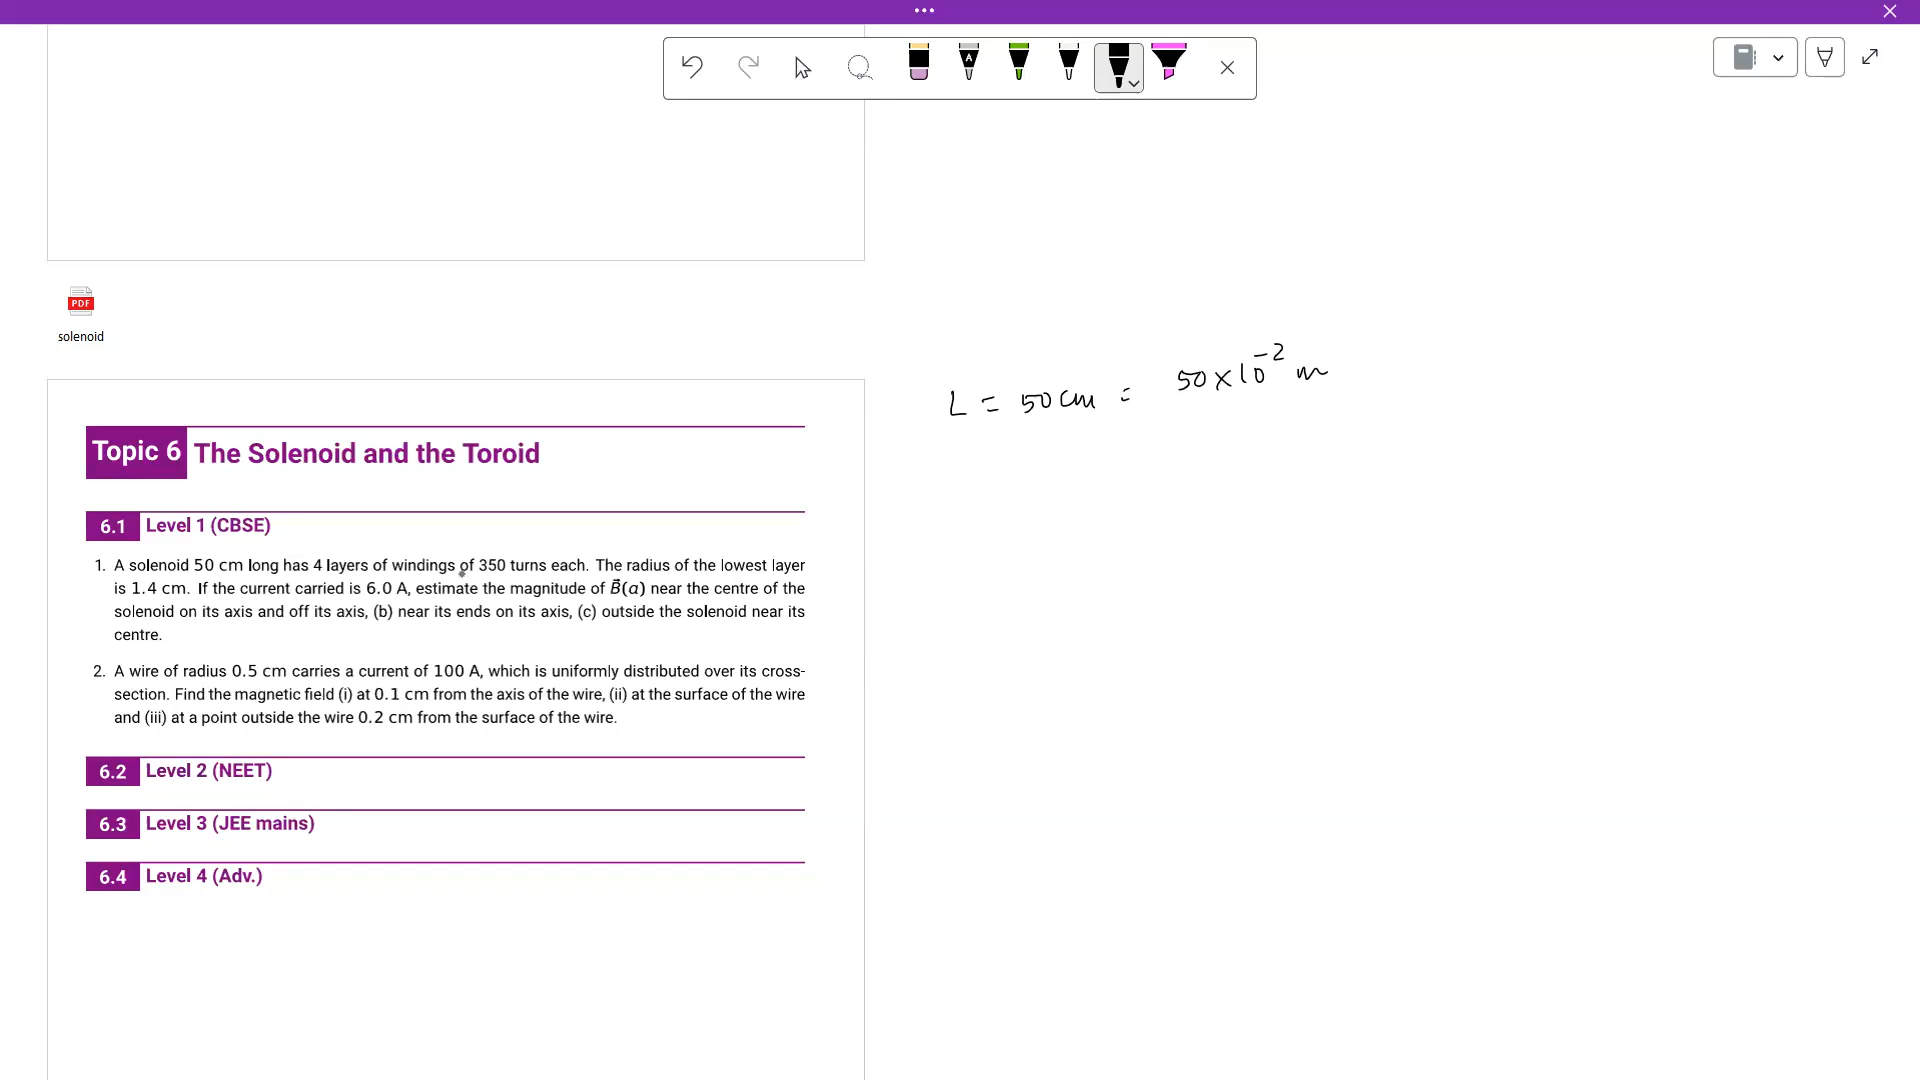 A
PDF
solenoid
L = 50 cm = 50 × 10⁻² m
Topic 6 The Solenoid and the Toroid
6.1 Level 1 (CBSE)
1. A solenoid 50 cm long has 4 layers of windings of 350 turns each. The radius of the lowest layer
is 1.4 cm. If the current carried is 6.0 A, estimate the magnitude of B⃗(a) near the centre of the
solenoid on its axis and off its axis, (b) near its ends on its axis, (c) outside the solenoid near its
centre.
2. A wire of radius 0.5 cm carries a current of 100 A, which is uniformly distributed over its cross-
section. Find the magnetic field (i) at 0.1 cm from the axis of the wire, (ii) at the surface of the wire
and (iii) at a point outside the wire 0.2 cm from the surface of the wire.
6.2 Level 2 (NEET)
6.3 Level 3 (JEE mains)
6.4 Level 4 (Adv.)